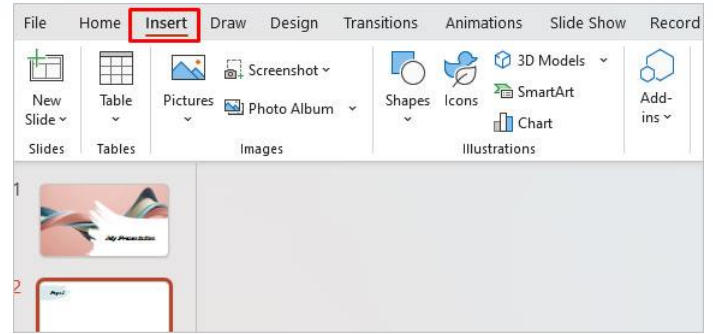 File Home Insert Draw Design Transitions Animations Slide Show Record
New Slide
Table
Pictures
Screenshot
Photo Album
Shapes
Icons
3D Models
SmartArt
Chart
Add-ins
Slides Tables Images Illustrations
1
My Presentation
2